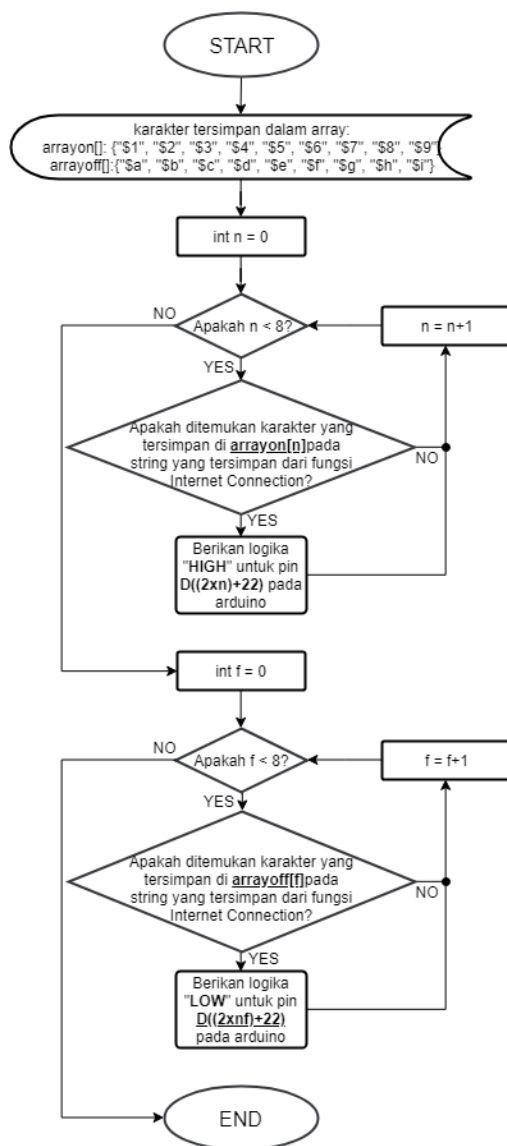 START
karakter tersimpan dalam array:
arrayon[]: {"$1", "$2", "$3", "$4", "$5", "$6", "$7", "$8", "$9"}
arrayoff[]:{"$a", "$b", "$c", "$d", "$e", "$f", "$g", "$h", "$i"}
int n = 0
NO
Apakah n < 8?
n = n+1
YES
Apakah ditemukan karakter yang
tersimpan di arrayon[n]pada
string yang tersimpan dari fungsi
Internet Connection?
NO
YES
Berikan logika
"HIGH" untuk pin
D((2xn)+22) pada
arduino
int f = 0
NO
Apakah f < 8?
f = f+1
YES
Apakah ditemukan karakter yang
tersimpan di arrayoff[f]pada
string yang tersimpan dari fungsi
Internet Connection?
NO
YES
Berikan logika
"LOW" untuk pin
D((2xnf)+22)
pada arduino
END